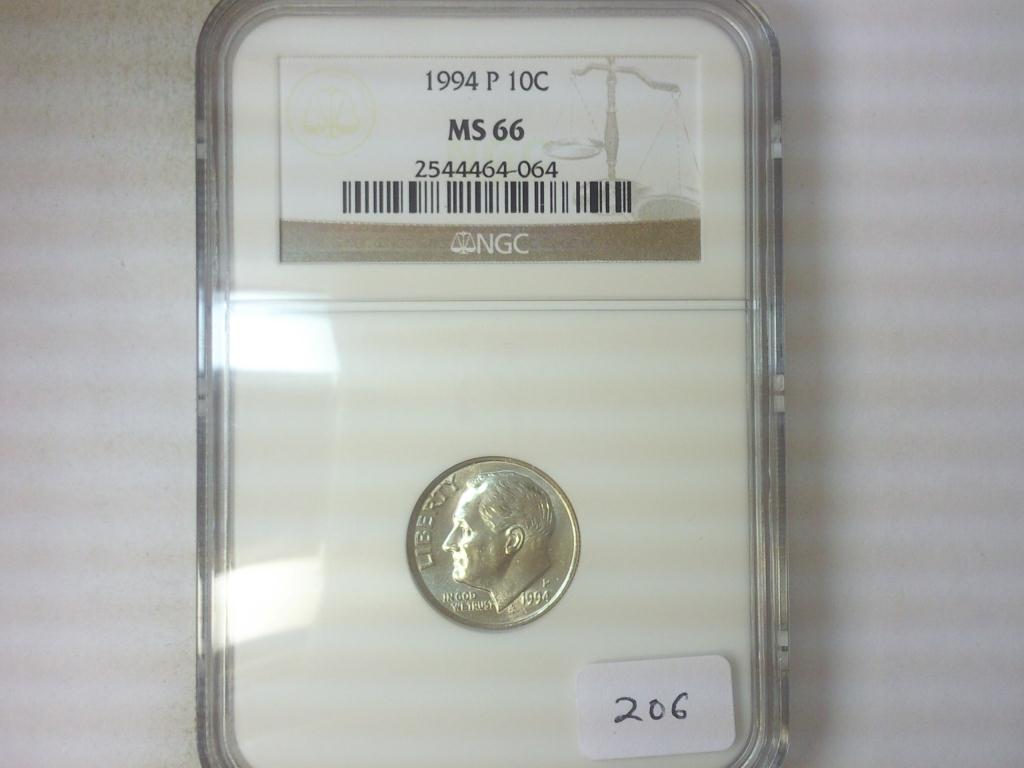 1994 P 10C
MS 66
2544464-064
NGC
LIBERTY
IN GOD
WE TRUST
P
1994
206